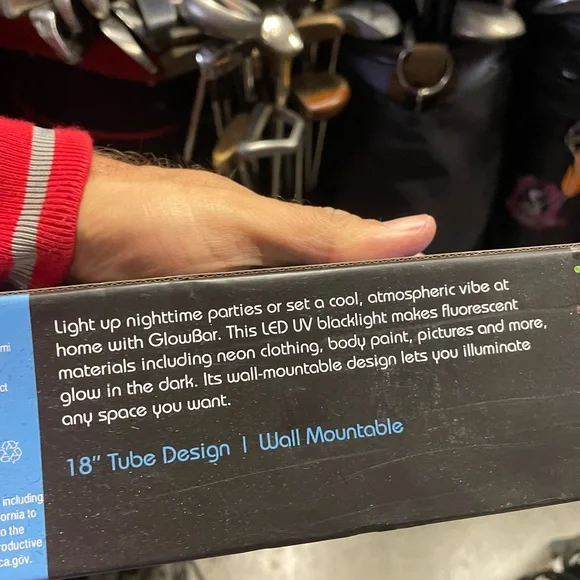 Light up nighttime parties or set a cool, atmospheric vibe at
home with GlowBar. This LED UV blacklight makes fluorescent
materials including neon clothing, body paint, pictures and more,
glow in the dark. Its wall-mountable design lets you illuminate
any space you want.
18" Tube Design | Wall Mountable
mi
ct
including
ornia to
o the
roductive
ca.gov.